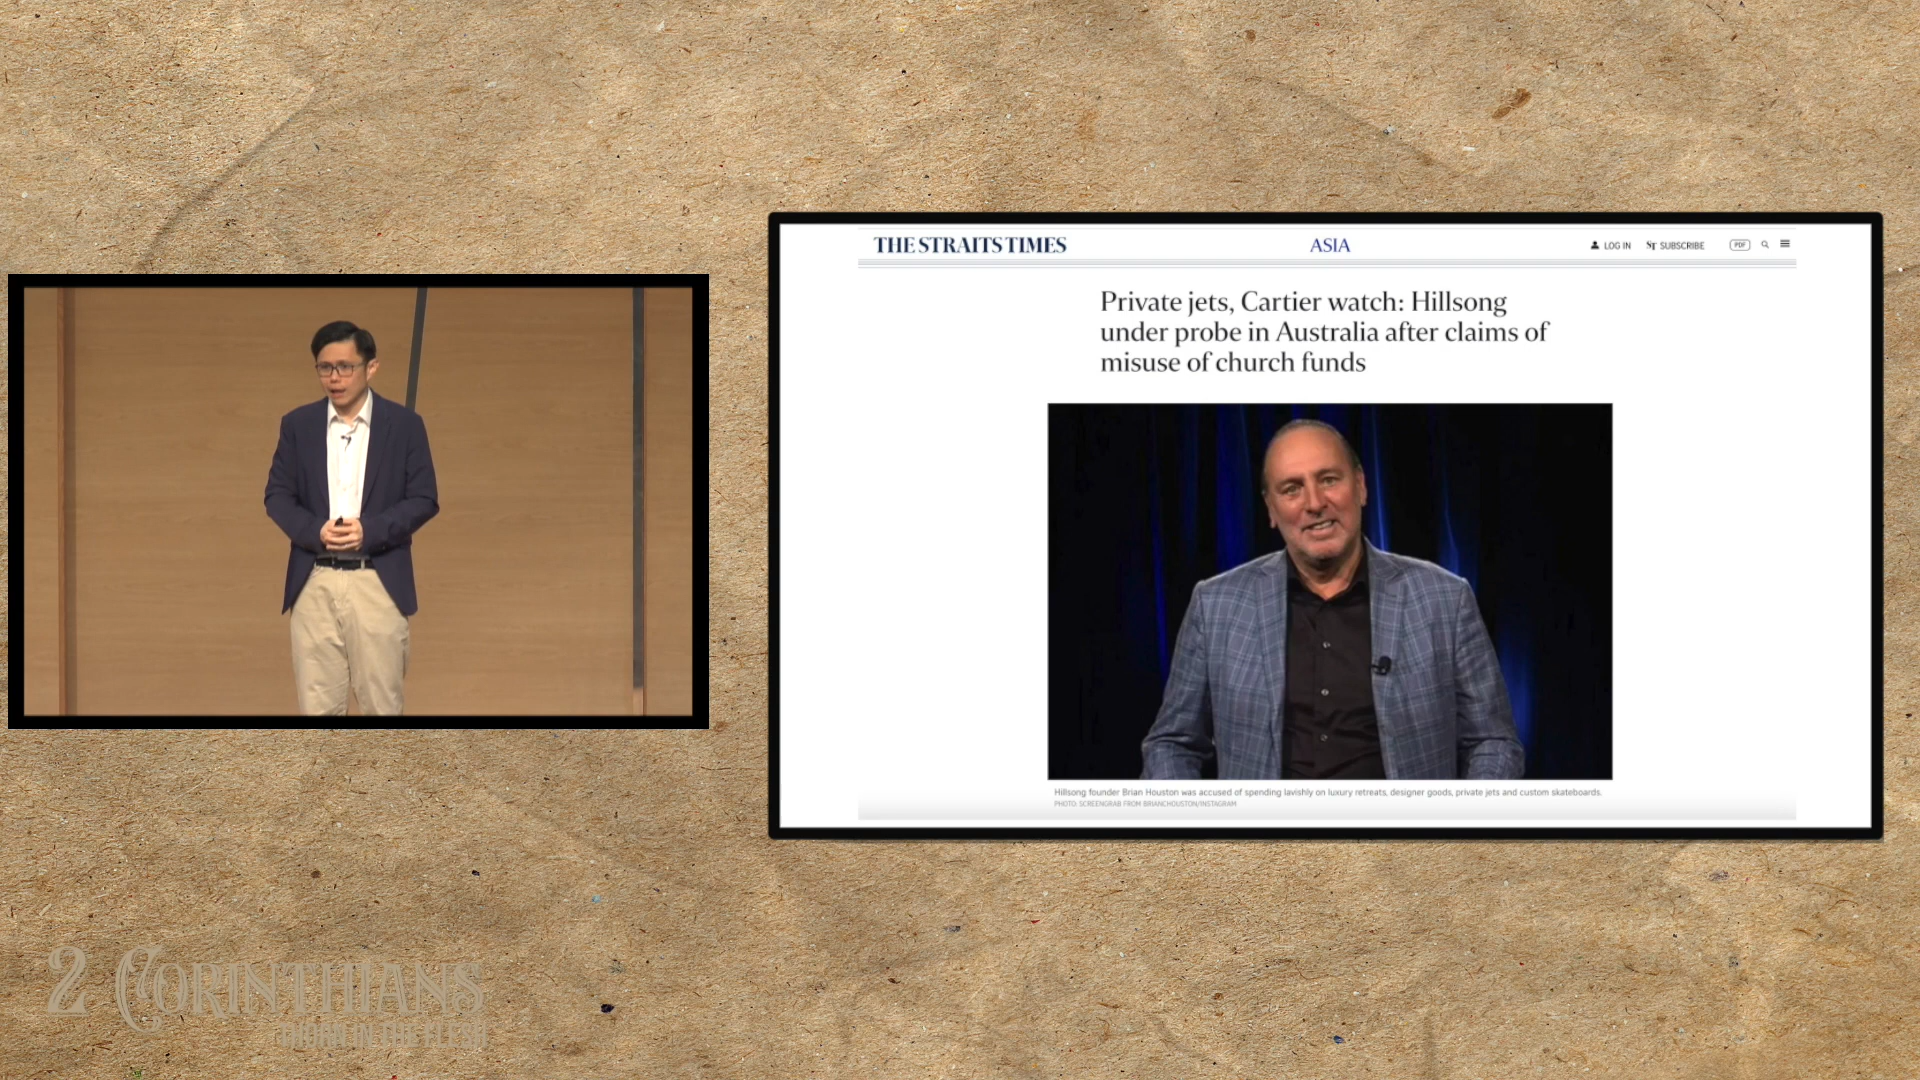 THE STRAITS TIMES
ASIA
LOG IN
ST SUBSCRIBE
PDF
Private jets, Cartier watch: Hillsong
under probe in Australia after claims of
misuse of church funds
Hillsong founder Brian Houston was accused of spending lavishly on luxury retreats, designer goods, private jets and custom skateboards.
PHOTO: SCREENGRAB FROM BRIANCHOUSTON/INSTAGRAM
2 CORINTHIANS
THORN IN THE FLESH